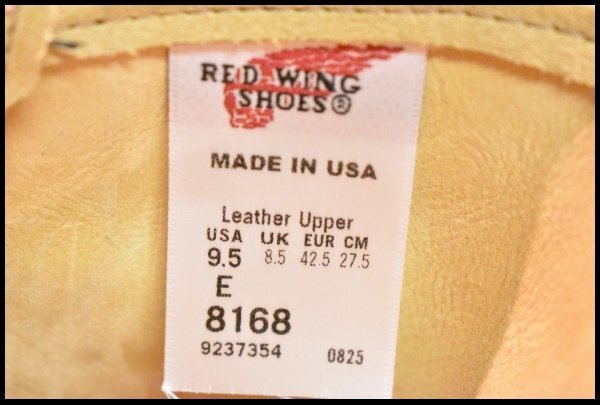 RED WING
SHOES®
MADE IN USA
Leather Upper
USA UK EUR CM
9.5 8.5 42.5 27.5
E
8168
9237354 0825